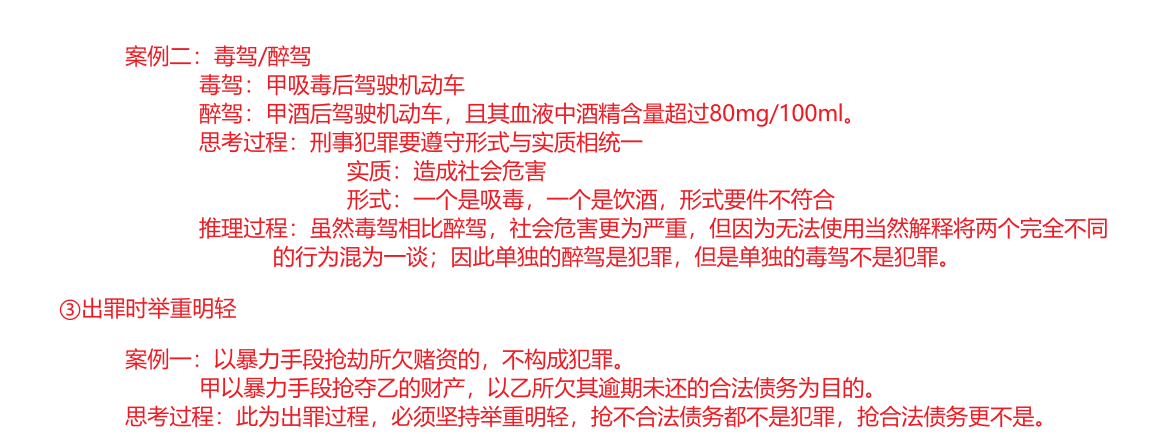 案例二：毒驾/醉驾
毒驾：甲吸毒后驾驶机动车
醉驾：甲酒后驾驶机动车，且其血液中酒精含量超过80mg/100ml。
思考过程：刑事犯罪要遵守形式与实质相统一
实质：造成社会危害
形式：一个是吸毒，一个是饮酒，形式要件不符合
推理过程：虽然毒驾相比醉驾，社会危害更为严重，但因为无法使用当然解释将两个完全不同
的行为混为一谈；因此单独的醉驾是犯罪，但是单独的毒驾不是犯罪。
③出罪时举重明轻
案例一：以暴力手段抢劫所欠赌资的，不构成犯罪。
甲以暴力手段抢夺乙的财产，以乙所欠其逾期未还的合法债务为目的。
思考过程：此为出罪过程，必须坚持举重明轻，抢不合法债务都不是犯罪，抢合法债务更不是。